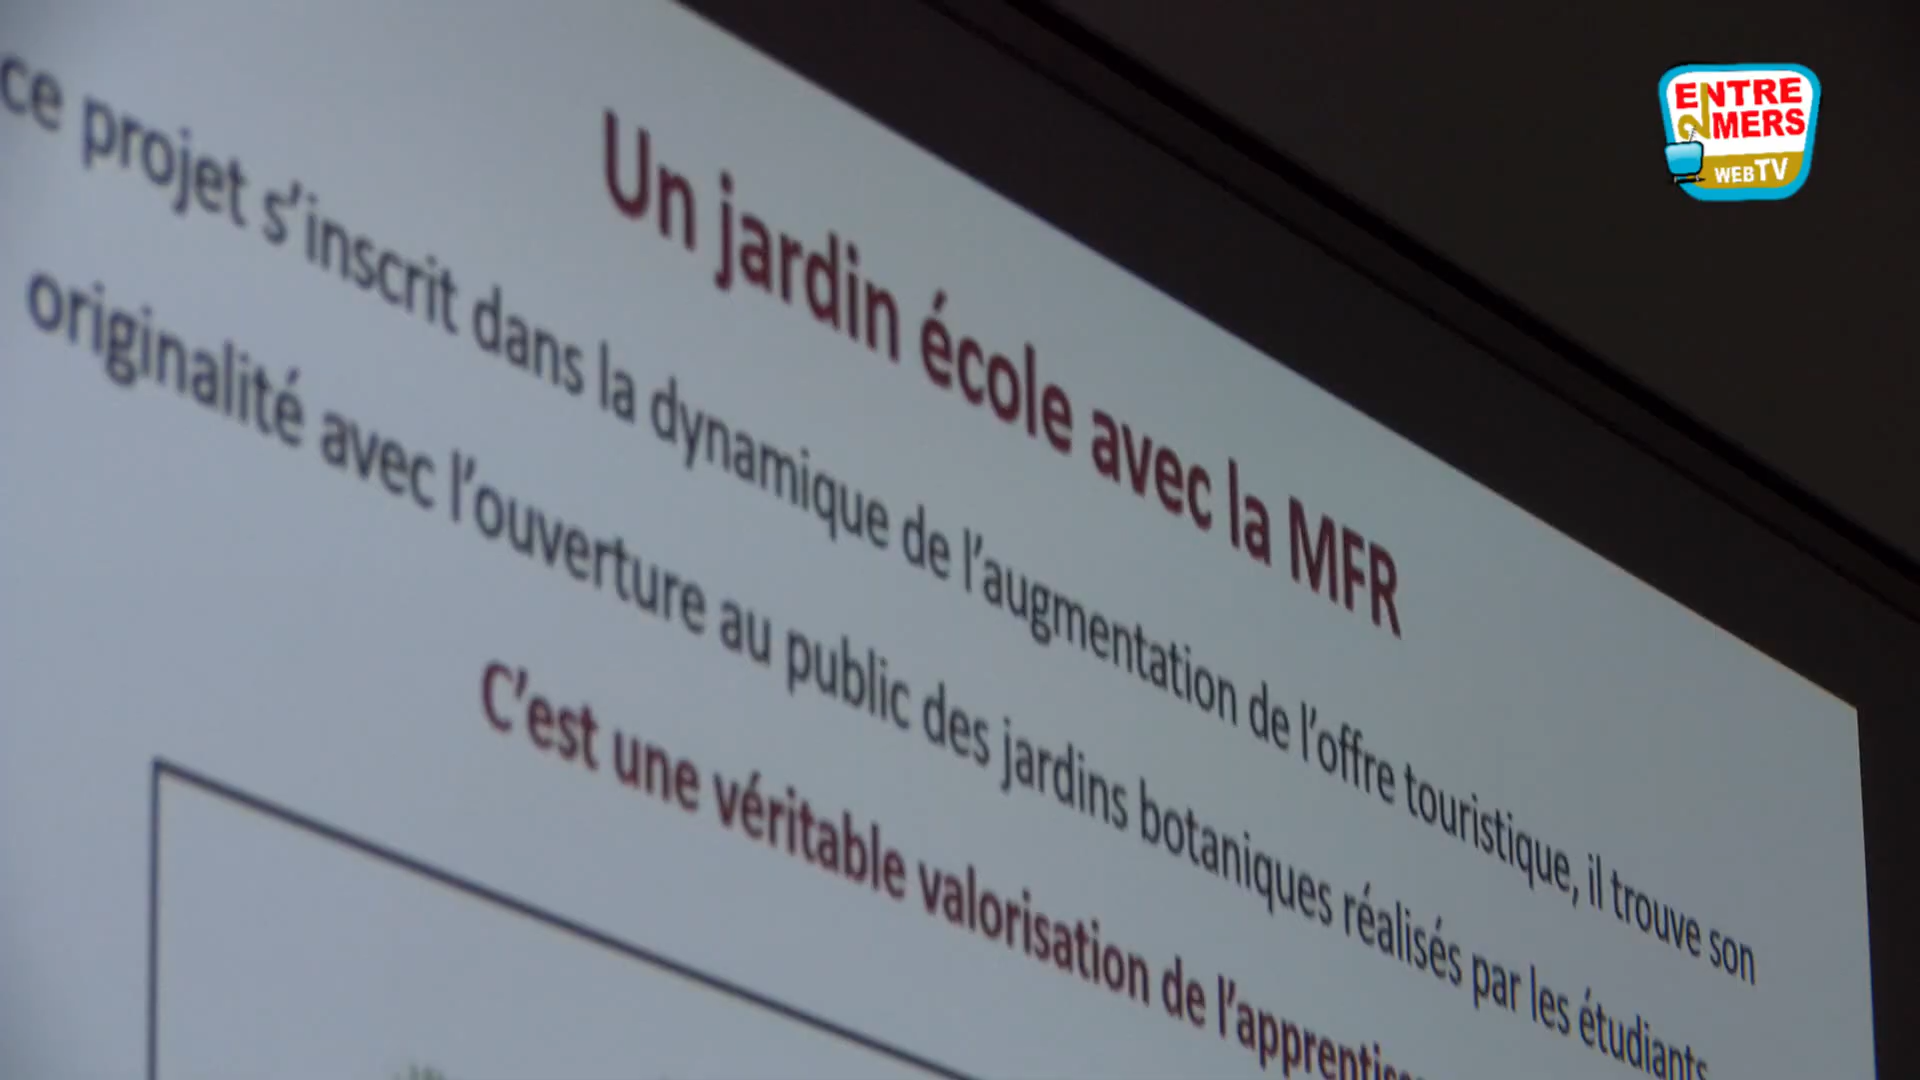 Un jardin école avec la MFR
ce projet s'inscrit dans la dynamique de l'augmentation de l'offre touristique, il trouve son
originalité avec l'ouverture au public des jardins botaniques réalisés par les étudiants
C'est une véritable valorisation de
ENTRE
2 MERS
WEBTV